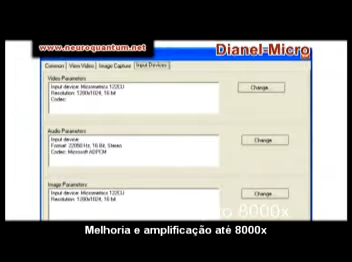 www.neuroquantum.net
Dianel-Micro
Common View Video Image Capture Input Devices
Video Parameters
Input device: Micrometrics 122CU
Resolution: 1280x1024, 16 bit
Codec:
Change...
Audio Parameters
Input device:
Format: 22050 Hz, 16 Bit, Stereo
Codec: Microsoft ADPCM
Change...
Image Parameters
Input device: Micrometrics 122CU
Resolution: 1280x1024, 16 bit
Change...
8000x
Melhoria e amplificação até 8000x